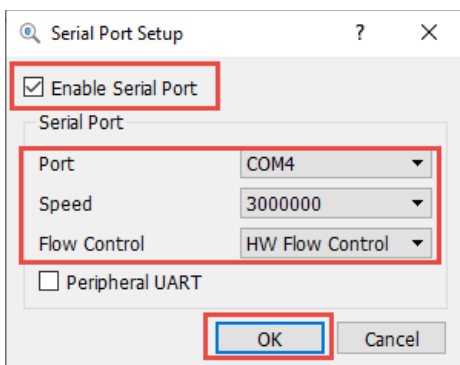 Serial Port Setup ?
Enable Serial Port
Serial Port
Port COM4
Speed 3000000
Flow Control HW Flow Control
Peripheral UART
OK Cancel